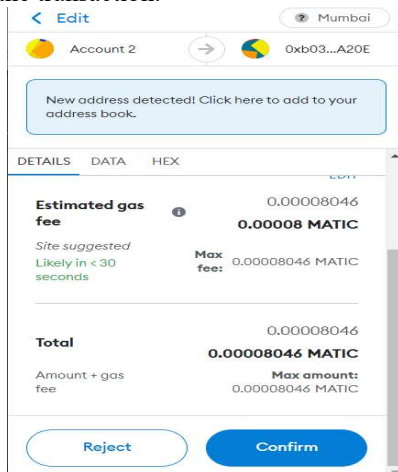 Edit
? Mumbai
Account 2
0xb03...A20E
New address detected! Click here to add to your
address book.
DETAILS DATA HEX
EDIT
Estimated gas
fee
0.00008046
0.00008 MATIC
Site suggested
Likely in < 30
seconds
Max
fee:
0.00008046 MATIC
Total
0.00008046
0.00008046 MATIC
Amount + gas
fee
Max amount:
0.00008046 MATIC
Reject
Confirm